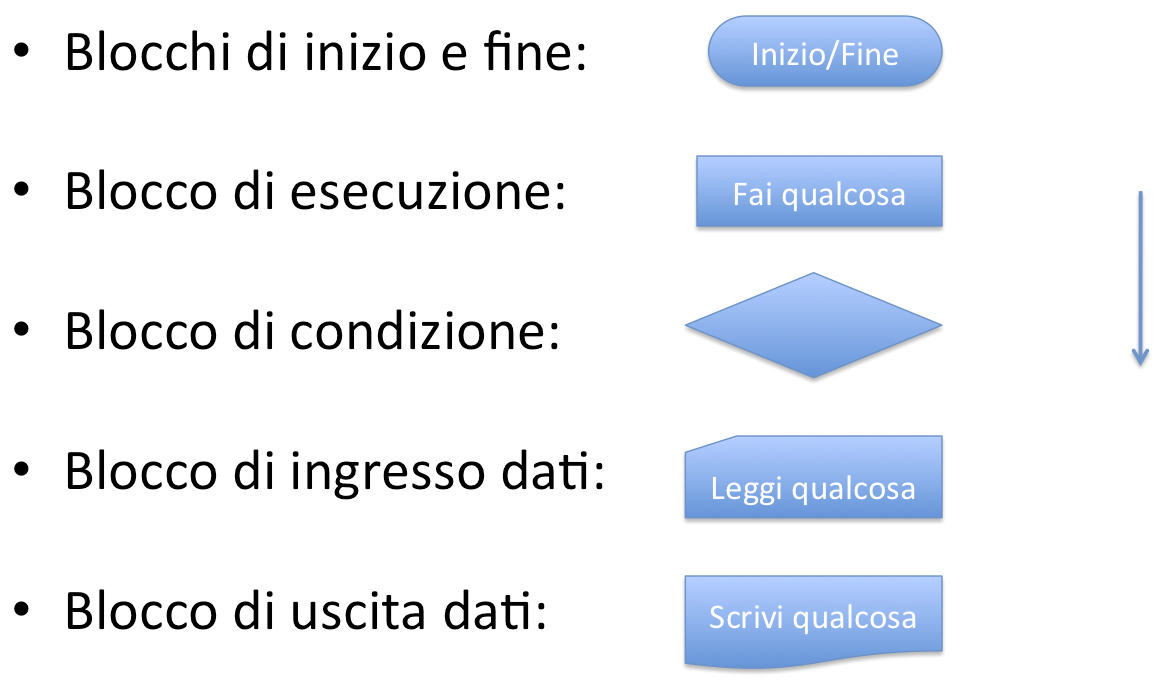 • Blocchi di inizio e fine: Inizio/Fine
• Blocco di esecuzione: Fai qualcosa
• Blocco di condizione:
• Blocco di ingresso dati: Leggi qualcosa
• Blocco di uscita dati: Scrivi qualcosa